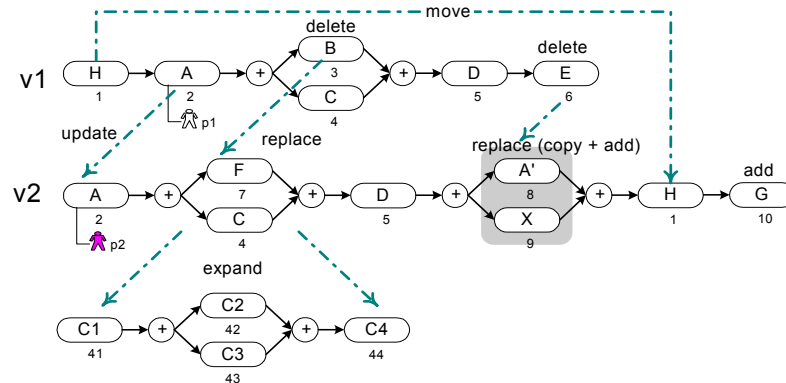 move
delete
delete
v1
H
A
+
B
C
+
D
E
1
2
3
4
5
6
p1
update
replace
replace (copy + add)
add
v2
A
+
F
C
+
D
+
A'
X
+
H
G
2
7
4
5
8
9
1
10
p2
expand
C1
+
C2
C3
+
C4
41
42
43
44